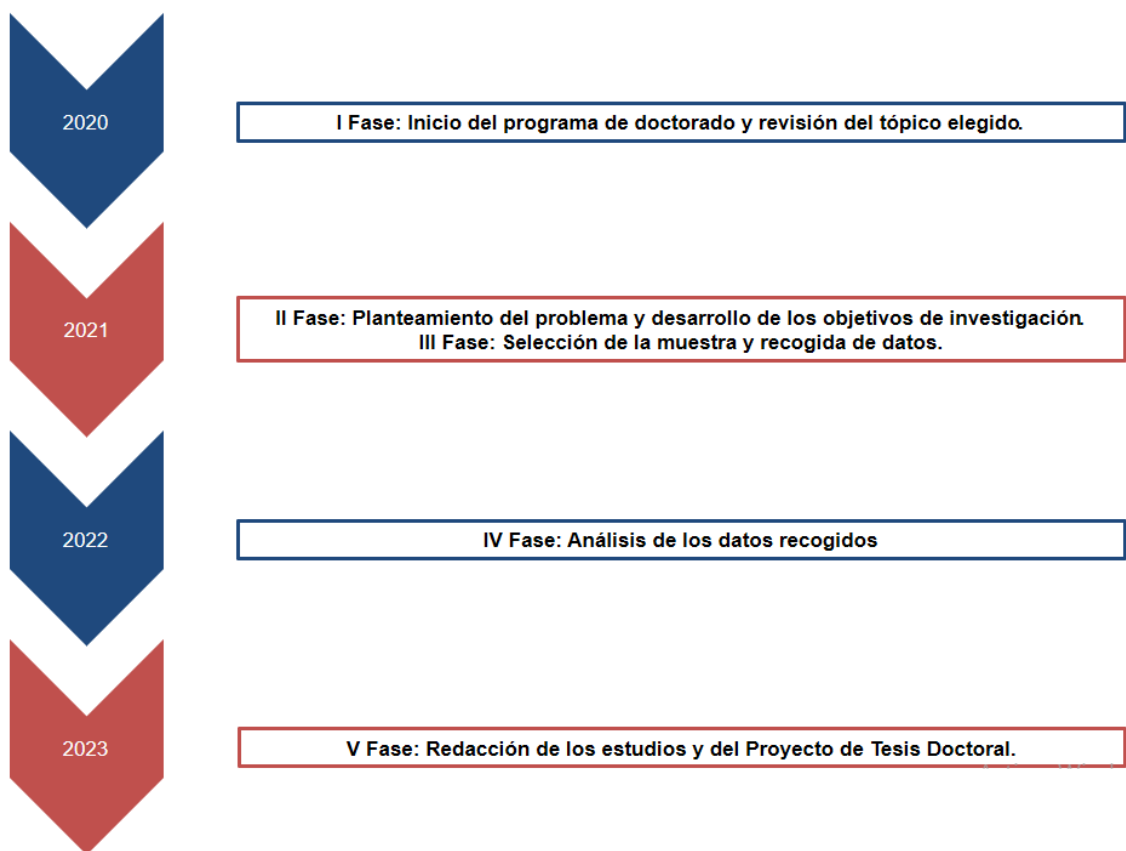 2020
I Fase: Inicio del programa de doctorado y revisión del tópico elegido.
2021
II Fase: Planteamiento del problema y desarrollo de los objetivos de investigación.
III Fase: Selección de la muestra y recogida de datos.
2022
IV Fase: Análisis de los datos recogidos
2023
V Fase: Redacción de los estudios y del Proyecto de Tesis Doctoral.